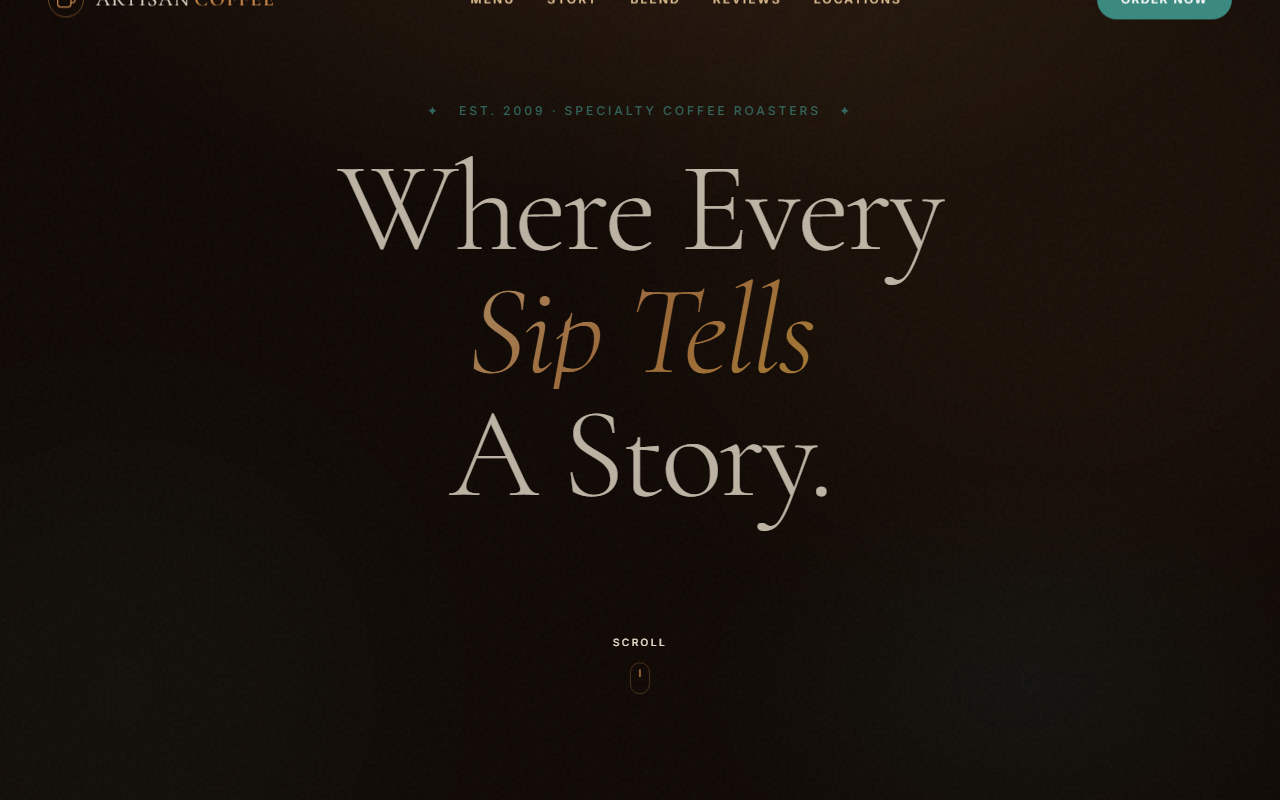 ARTISAN COFFEE
MENU STORY BLEND REVIEWS LOCATIONS
ORDER NOW
✦ EST. 2009 · SPECIALTY COFFEE ROASTERS ✦
Where Every
Sip Tells
A Story.
SCROLL